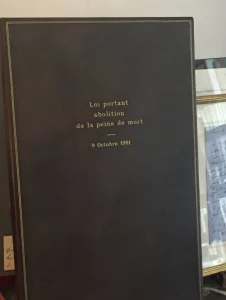 Loi portant
abolition
de la peine de mort
—
9 Octobre 1981